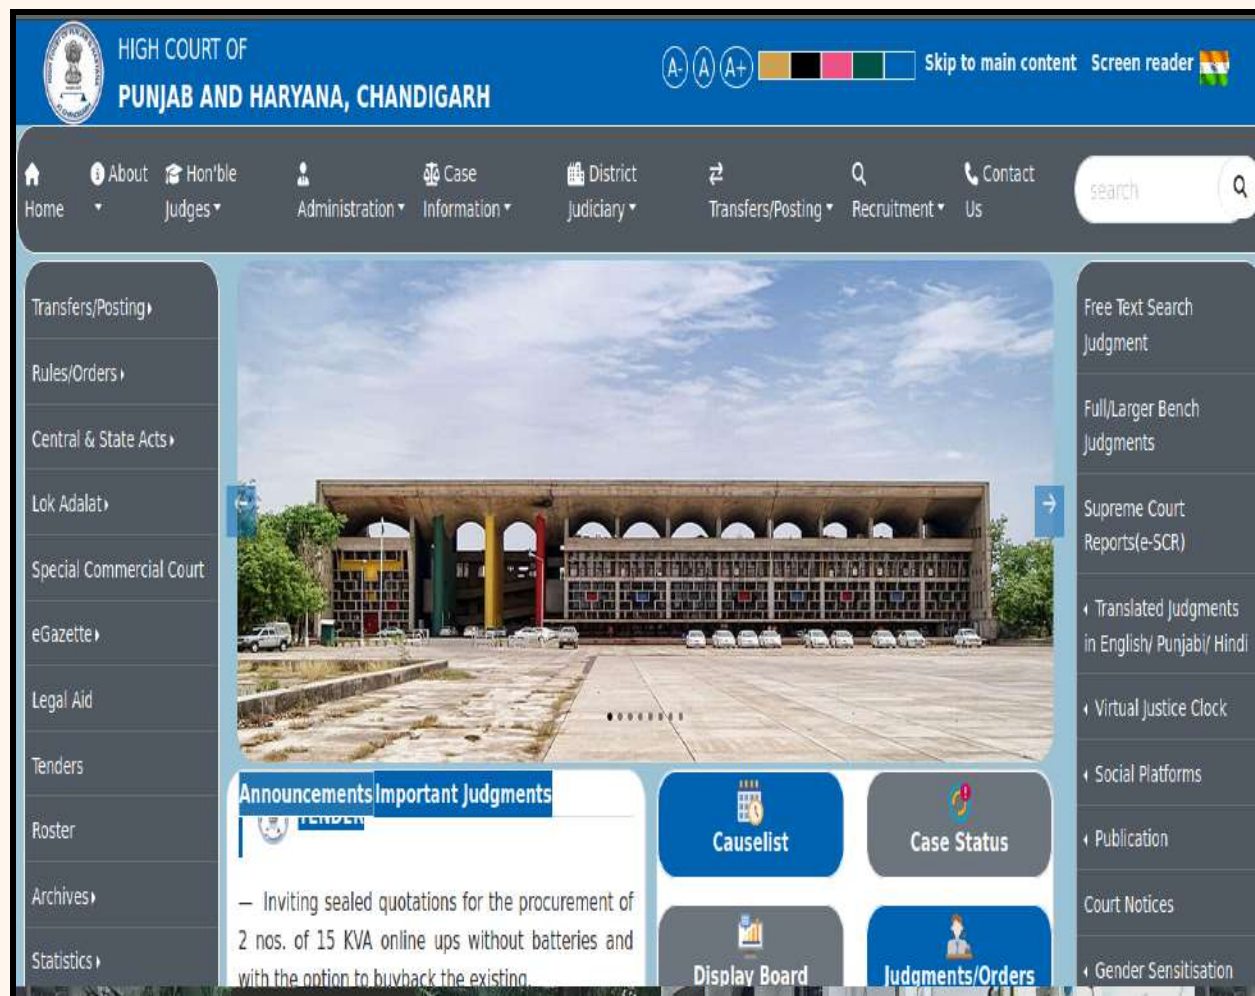 HIGH COURT OF
PUNJAB AND HARYANA, CHANDIGARH
A- A A+
Skip to main content Screen reader
Home
About
Hon'ble
Judges
Administration
Case
Information
District
Judiciary
Transfers/Posting
Recruitment
Contact
Us
search
Transfers/Posting
Rules/Orders
Central & State Acts
Lok Adalat
Special Commercial Court
eGazette
Legal Aid
Tenders
Roster
Archives
Statistics
Announcements Important Judgments
TENDER
— Inviting sealed quotations for the procurement of
2 nos. of 15 KVA online ups without batteries and
with the option to buyback the existing
Causelist
Case Status
Display Board
Judgments/Orders
Free Text Search
Judgment
Full/Larger Bench
Judgments
Supreme Court
Reports(e-SCR)
Translated Judgments
in English/ Punjabi/ Hindi
Virtual Justice Clock
Social Platforms
Publication
Court Notices
Gender Sensitisation